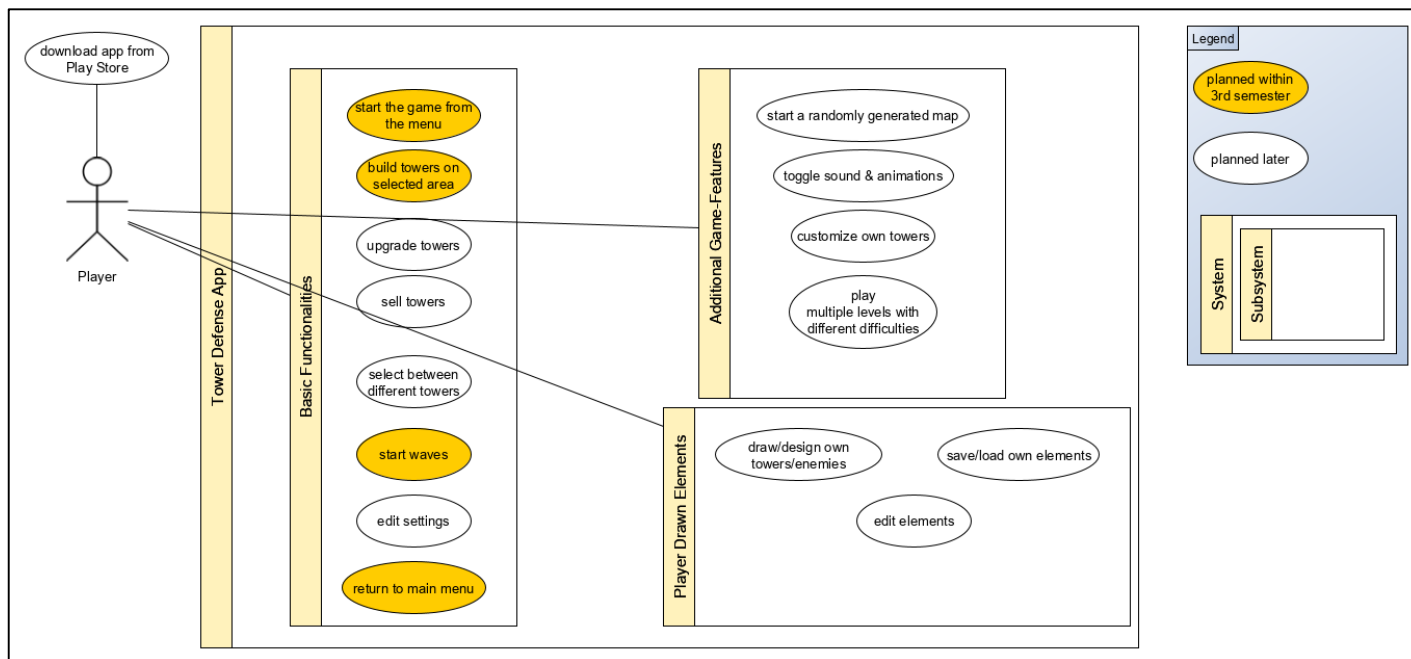 download app from
Play Store
Player
Tower Defense App
Basic Functionalities
start the game from
the menu
build towers on
selected area
upgrade towers
sell towers
select between
different towers
start waves
edit settings
return to main menu
Additional Game-Features
start a randomly generated map
toggle sound & animations
customize own towers
play
multiple levels with
different difficulties
Player Drawn Elements
draw/design own
towers/enemies
save/load own elements
edit elements
Legend
planned within
3rd semester
planned later
System
Subsystem